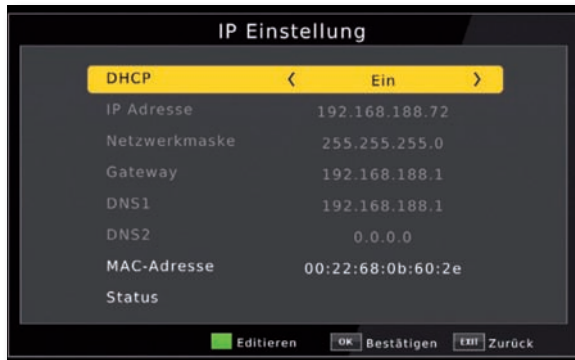 IP Einstellung
DHCP < Ein >
IP Adresse 192.168.188.72
Netzwerkmaske 255.255.255.0
Gateway 192.168.188.1
DNS1 192.168.188.1
DNS2 0.0.0.0
MAC-Adresse 00:22:68:0b:60:2e
Status
Editieren OK Bestätigen EXIT Zurück